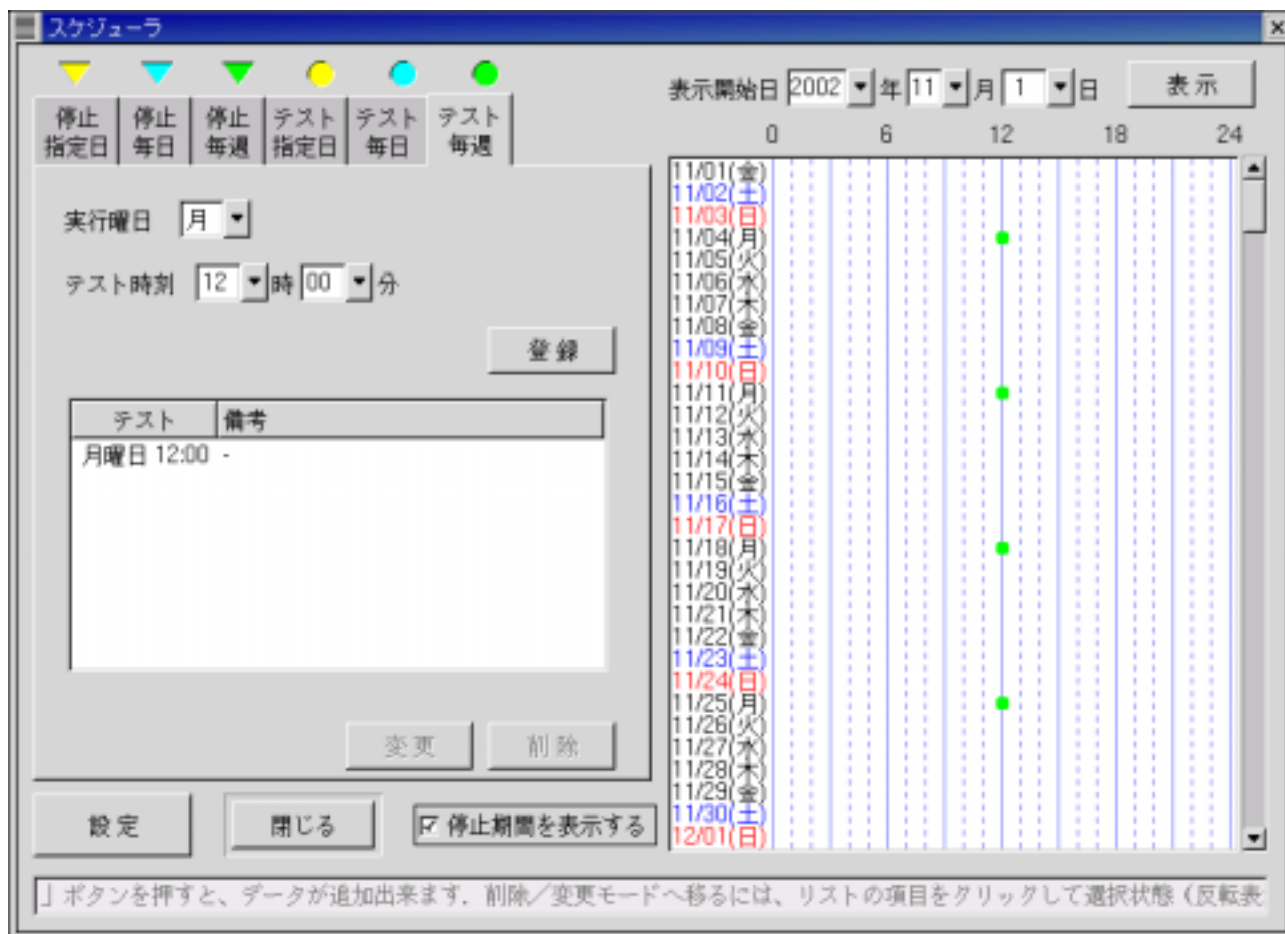 スケジューラ
停止指定日
停止毎日
停止毎週
テスト指定日
テスト毎日
テスト毎週
実行曜日 月
テスト時刻 12 時 00 分
登録
テスト 備考
月曜日 12:00 -
変更 削除
設定 閉じる 停止期間を表示する
表示開始日 2002 年 11 月 1 日 表示
0 6 12 18 24
11/01(金)
11/02(土)
11/03(日)
11/04(月)
11/05(火)
11/06(水)
11/07(木)
11/08(金)
11/09(土)
11/10(日)
11/11(月)
11/12(火)
11/13(水)
11/14(木)
11/15(金)
11/16(土)
11/17(日)
11/18(月)
11/19(火)
11/20(水)
11/21(木)
11/22(金)
11/23(土)
11/24(日)
11/25(月)
11/26(火)
11/27(水)
11/28(木)
11/29(金)
11/30(土)
12/01(日)
」ボタンを押すと、データが追加出来ます．削除／変更モードへ移るには、リストの項目をクリックして選択状態（反転表